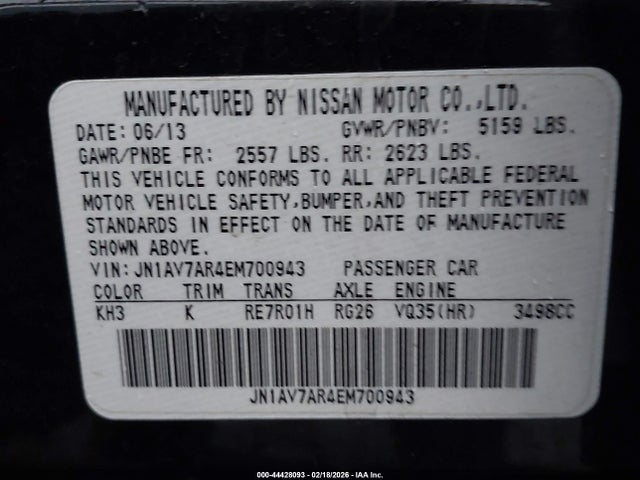 MANUFACTURED BY NISSAN MOTOR CO.,LTD.
DATE: 06/13 GVWR/PNBV: 5159 LBS.
GAWR/PNBE FR: 2557 LBS. RR: 2623 LBS.
THIS VEHICLE CONFORMS TO ALL APPLICABLE FEDERAL
MOTOR VEHICLE SAFETY,BUMPER,AND THEFT PREVENTION
STANDARDS IN EFFECT ON THE DATE OF MANUFACTURE
SHOWN ABOVE.
VIN: JN1AV7AR4EM700943 PASSENGER CAR
COLOR TRIM TRANS AXLE ENGINE
KH3 K RE7R01H RG26 VQ35(HR) 3498CC
JN1AV7AR4EM700943
000-44428093 - 02/18/2026 - IAA Inc.